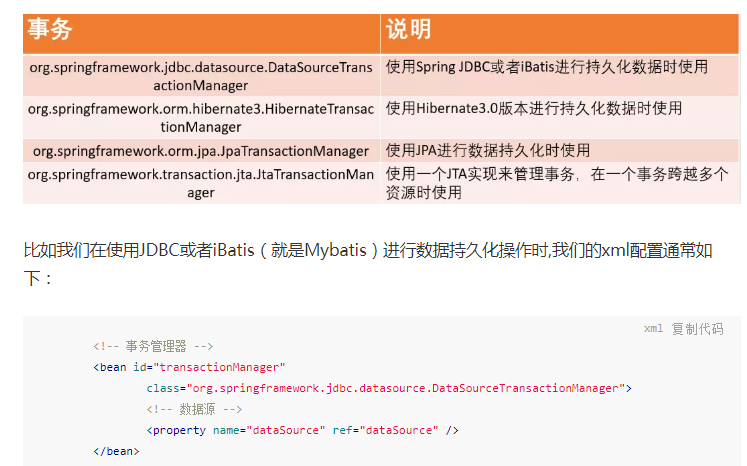 事务 说明
org.springframework.jdbc.datasource.DataSourceTrans 使用Spring JDBC或者iBatis进行持久化数据时使用
actionManager
org.springframework.orm.hibernate3.HibernateTransac 使用Hibernate3.0版本进行持久化数据时使用
tionManager
org.springframework.orm.jpa.JpaTransactionManager 使用JPA进行数据持久化时使用
org.springframework.transaction.jta.JtaTransactionMan 使用一个JTA实现来管理事务，在一个事务跨越多个
ager 资源时使用
比如我们在使用JDBC或者iBatis（就是Mybatis）进行数据持久化操作时,我们的xml配置通常如
下：
xml 复制代码
<!-- 事务管理器 -->
<bean id="transactionManager"
class="org.springframework.jdbc.datasource.DataSourceTransactionManager">
<!-- 数据源 -->
<property name="dataSource" ref="dataSource" />
</bean>